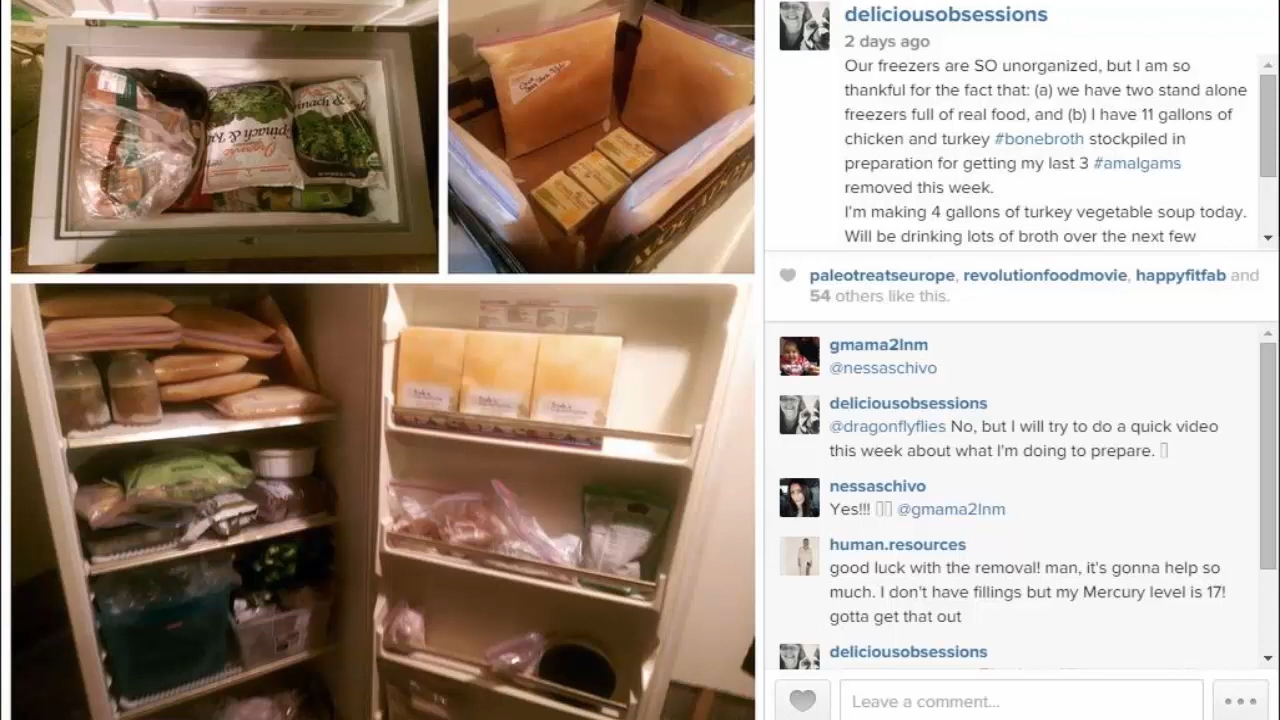 deliciousobsessions
2 days ago
Our freezers are SO unorganized, but I am so
thankful for the fact that: (a) we have two stand alone
freezers full of real food, and (b) I have 11 gallons of
chicken and turkey #bonebroth stockpiled in
preparation for getting my last 3 #amalgams
removed this week.
I'm making 4 gallons of turkey vegetable soup today.
Will be drinking lots of broth over the next few
paleotreatseurope, revolutionfoodmovie, happyfitfab and
54 others like this.
gmama2lnm
@nessaschivo
deliciousobsessions
@dragonflyflies No, but I will try to do a quick video
this week about what I'm doing to prepare.
nessaschivo
Yes!!! @gmama2lnm
human.resources
good luck with the removal! man, it's gonna help so
much. I don't have fillings but my Mercury level is 17!
gotta get that out
deliciousobsessions
Leave a comment...